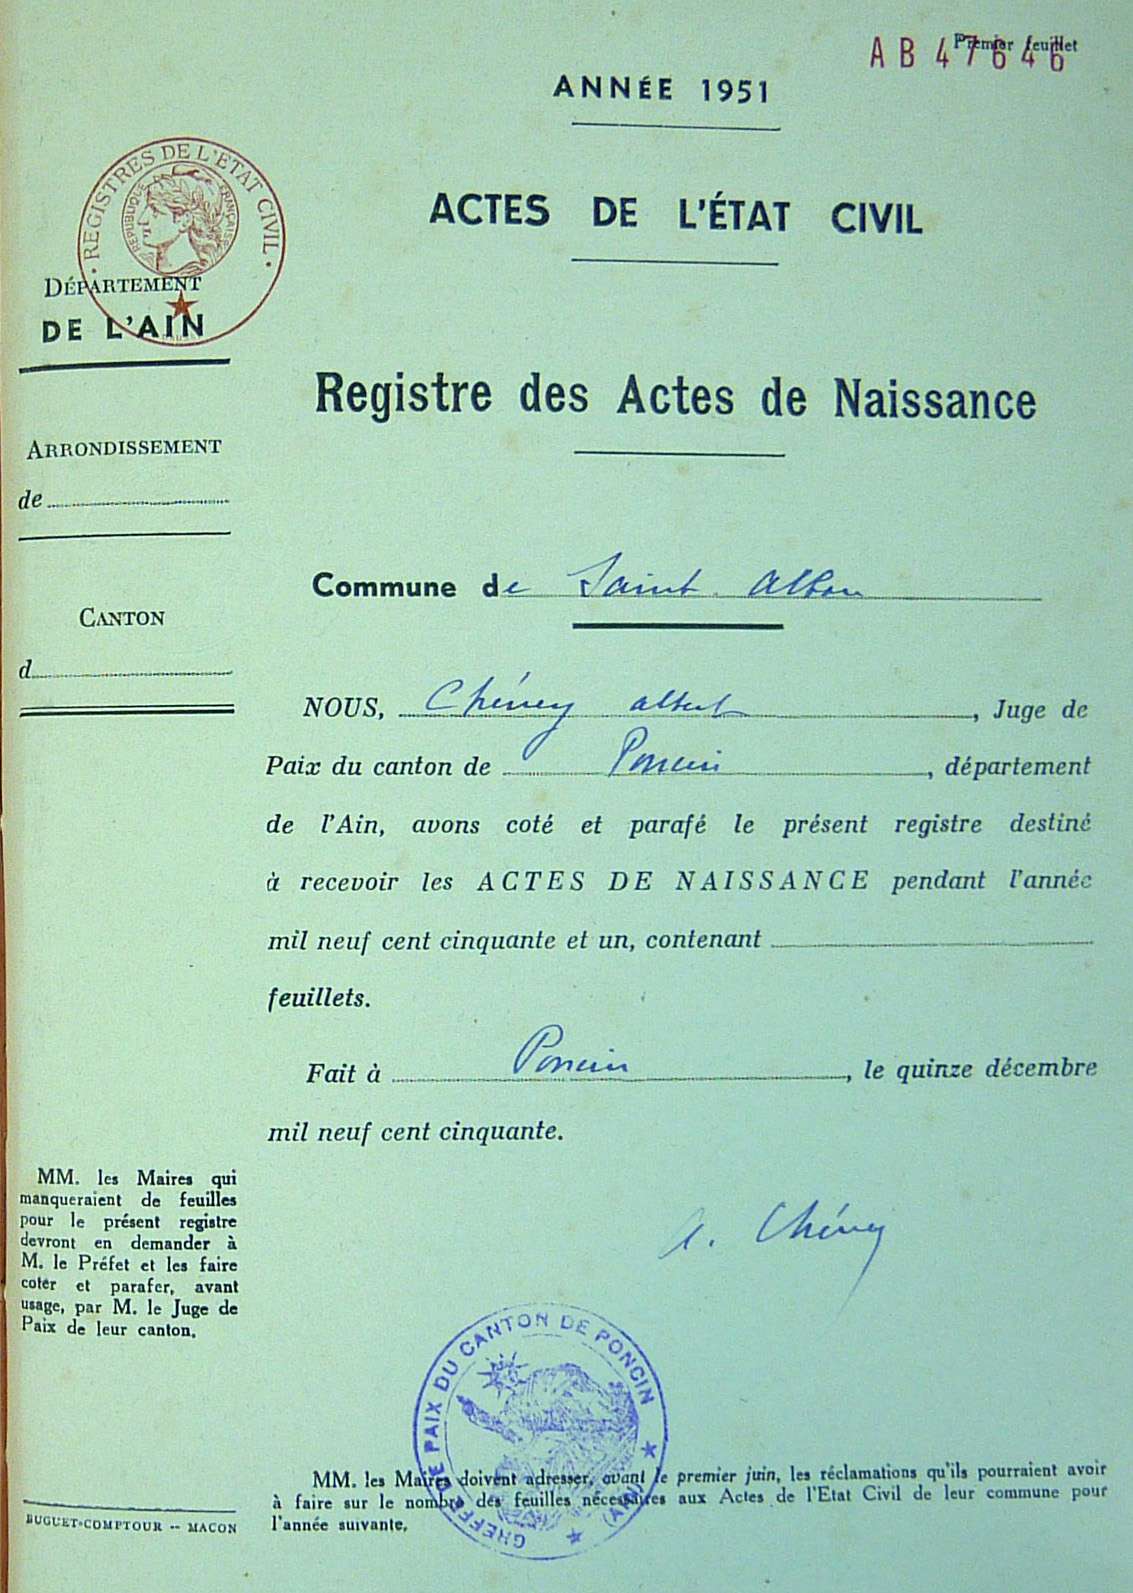 AB 47646
Premier feuillet
ANNÉE 1951
ACTES DE L'ÉTAT CIVIL
• REGISTRES DE L'ETAT CIVIL •
REPUBLIQUE FRANÇAISE
DÉPARTEMENT
DE L'AIN
Registre des Actes de Naissance
ARRONDISSEMENT
de
Commune de Saint Alban
CANTON
d
NOUS, Chéney Albert, Juge de
Paix du canton de Poncin, département
de l'Ain, avons coté et parafé le présent registre destiné
à recevoir les ACTES DE NAISSANCE pendant l'année
mil neuf cent cinquante et un, contenant
feuillets.
Fait à Poncin, le quinze décembre
mil neuf cent cinquante.
A. Chéney
MM. les Maires qui
manqueraient de feuilles
pour le présent registre
devront en demander à
M. le Préfet et les faire
coter et parafer, avant
usage, par M. le Juge de
Paix de leur canton.
GREFFE DE PAIX DU CANTON DE PONCIN
(AIN)
MM. les Maires doivent adresser, avant le premier juin, les réclamations qu'ils pourraient avoir
à faire sur le nombre des feuilles nécessaires aux Actes de l'Etat Civil de leur commune pour
l'année suivante.
BUGUET-COMPTOUR -- MACON